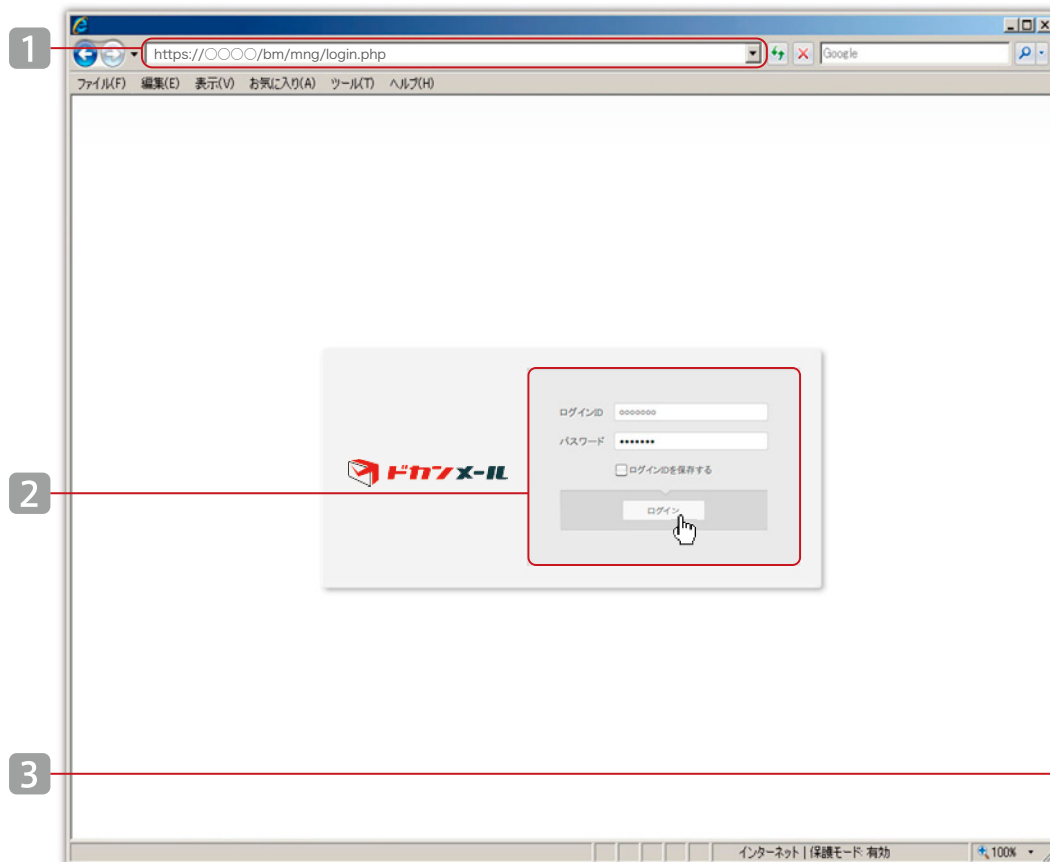 1
https://○○○○/bm/mng/login.php
Google
ファイル(F) 編集(E) 表示(V) お気に入り(A) ツール(T) ヘルプ(H)
ログインID ○○○○○○○
パスワード •••••••
ドカンメール
ログインIDを保存する
2
ログイン
3
インターネット | 保護モード: 有効
100%